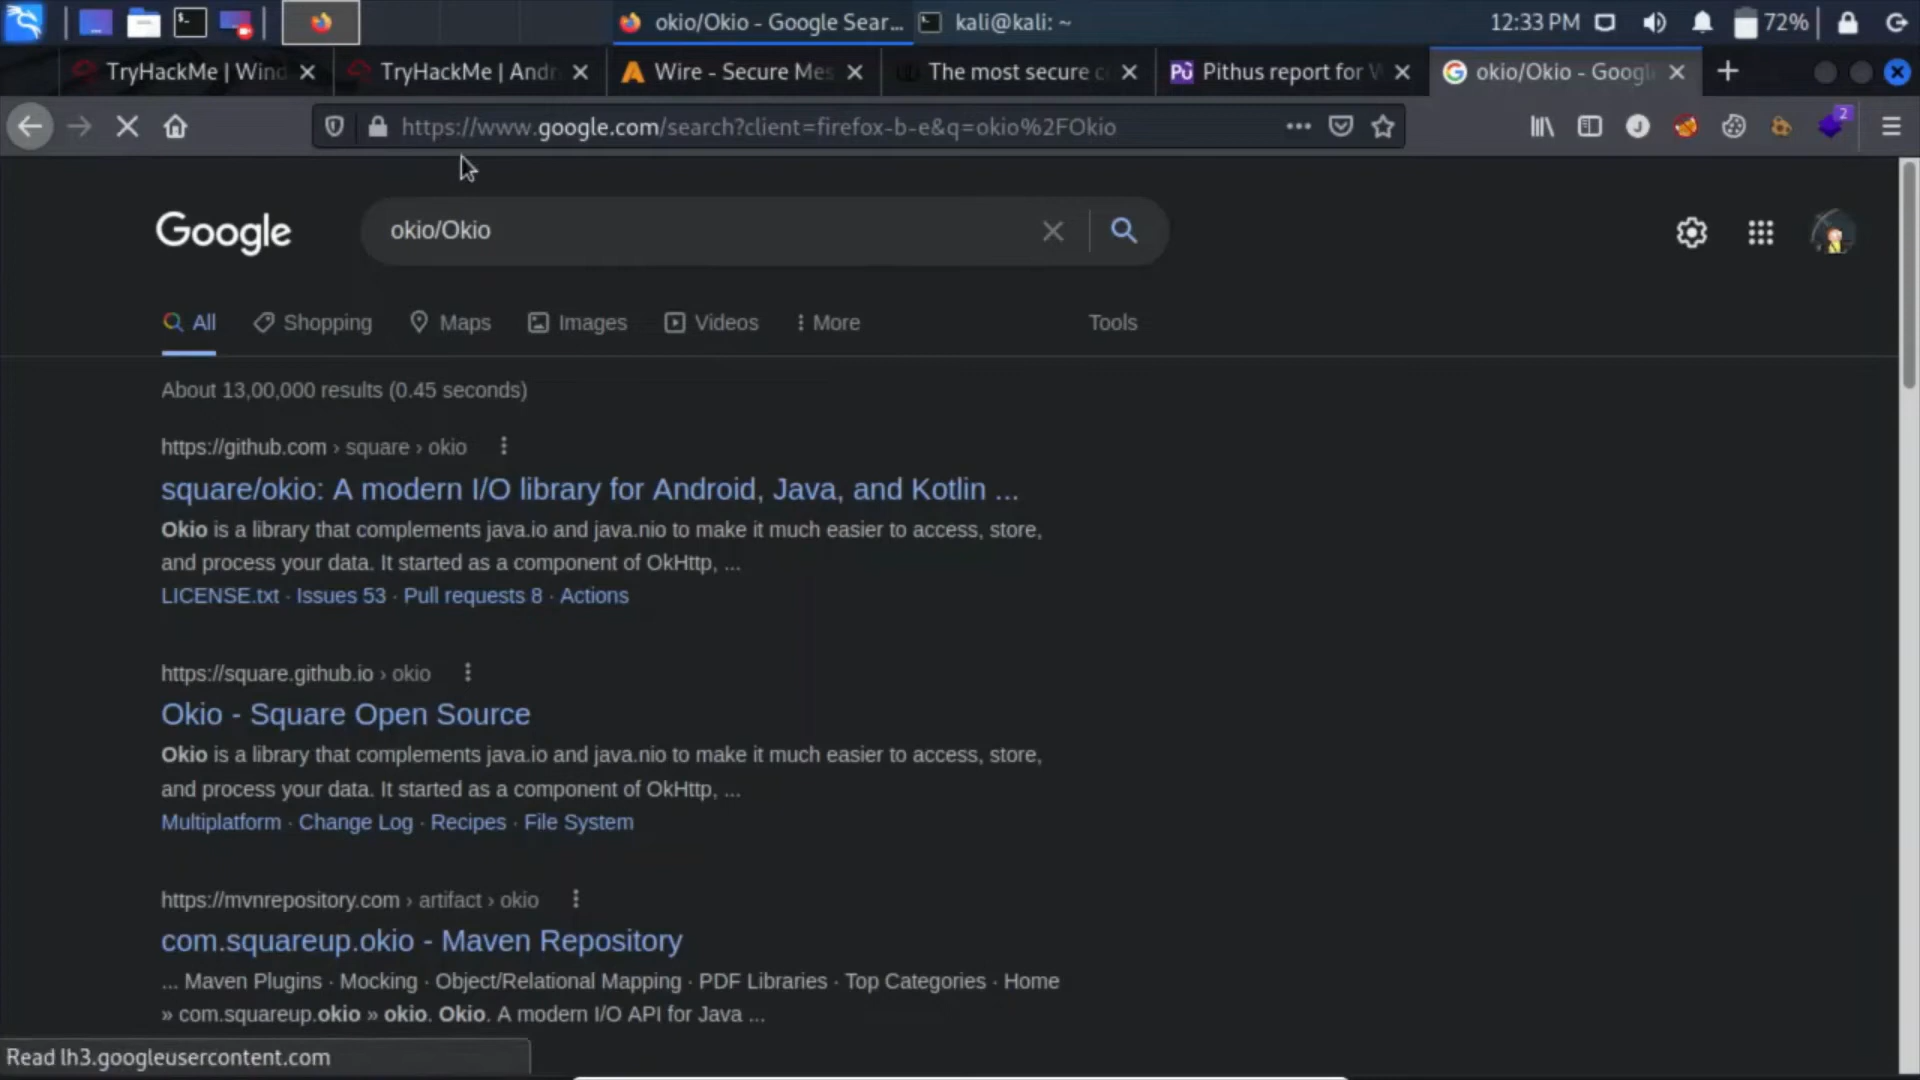 okio/Okio - Google Sear...
kali@kali: ~
12:33 PM
72%
TryHackMe | Wind
TryHackMe | Andr
Wire - Secure Mes
The most secure c
Pithus report for W
okio/Okio - Googl
https://www.google.com/search?client=firefox-b-e&q=okio%2FOkio
J
2
Google
okio/Okio
All
Shopping
Maps
Images
Videos
More
Tools
About 13,00,000 results (0.45 seconds)
https://github.com › square › okio
square/okio: A modern I/O library for Android, Java, and Kotlin ...
Okio is a library that complements java.io and java.nio to make it much easier to access, store,
and process your data. It started as a component of OkHttp, ...
LICENSE.txt · Issues 53 · Pull requests 8 · Actions
https://square.github.io › okio
Okio - Square Open Source
Okio is a library that complements java.io and java.nio to make it much easier to access, store,
and process your data. It started as a component of OkHttp, ...
Multiplatform · Change Log · Recipes · File System
https://mvnrepository.com › artifact › okio
com.squareup.okio - Maven Repository
... Maven Plugins · Mocking · Object/Relational Mapping · PDF Libraries · Top Categories · Home
» com.squareup.okio » okio. Okio. A modern I/O API for Java ...
Read lh3.googleusercontent.com